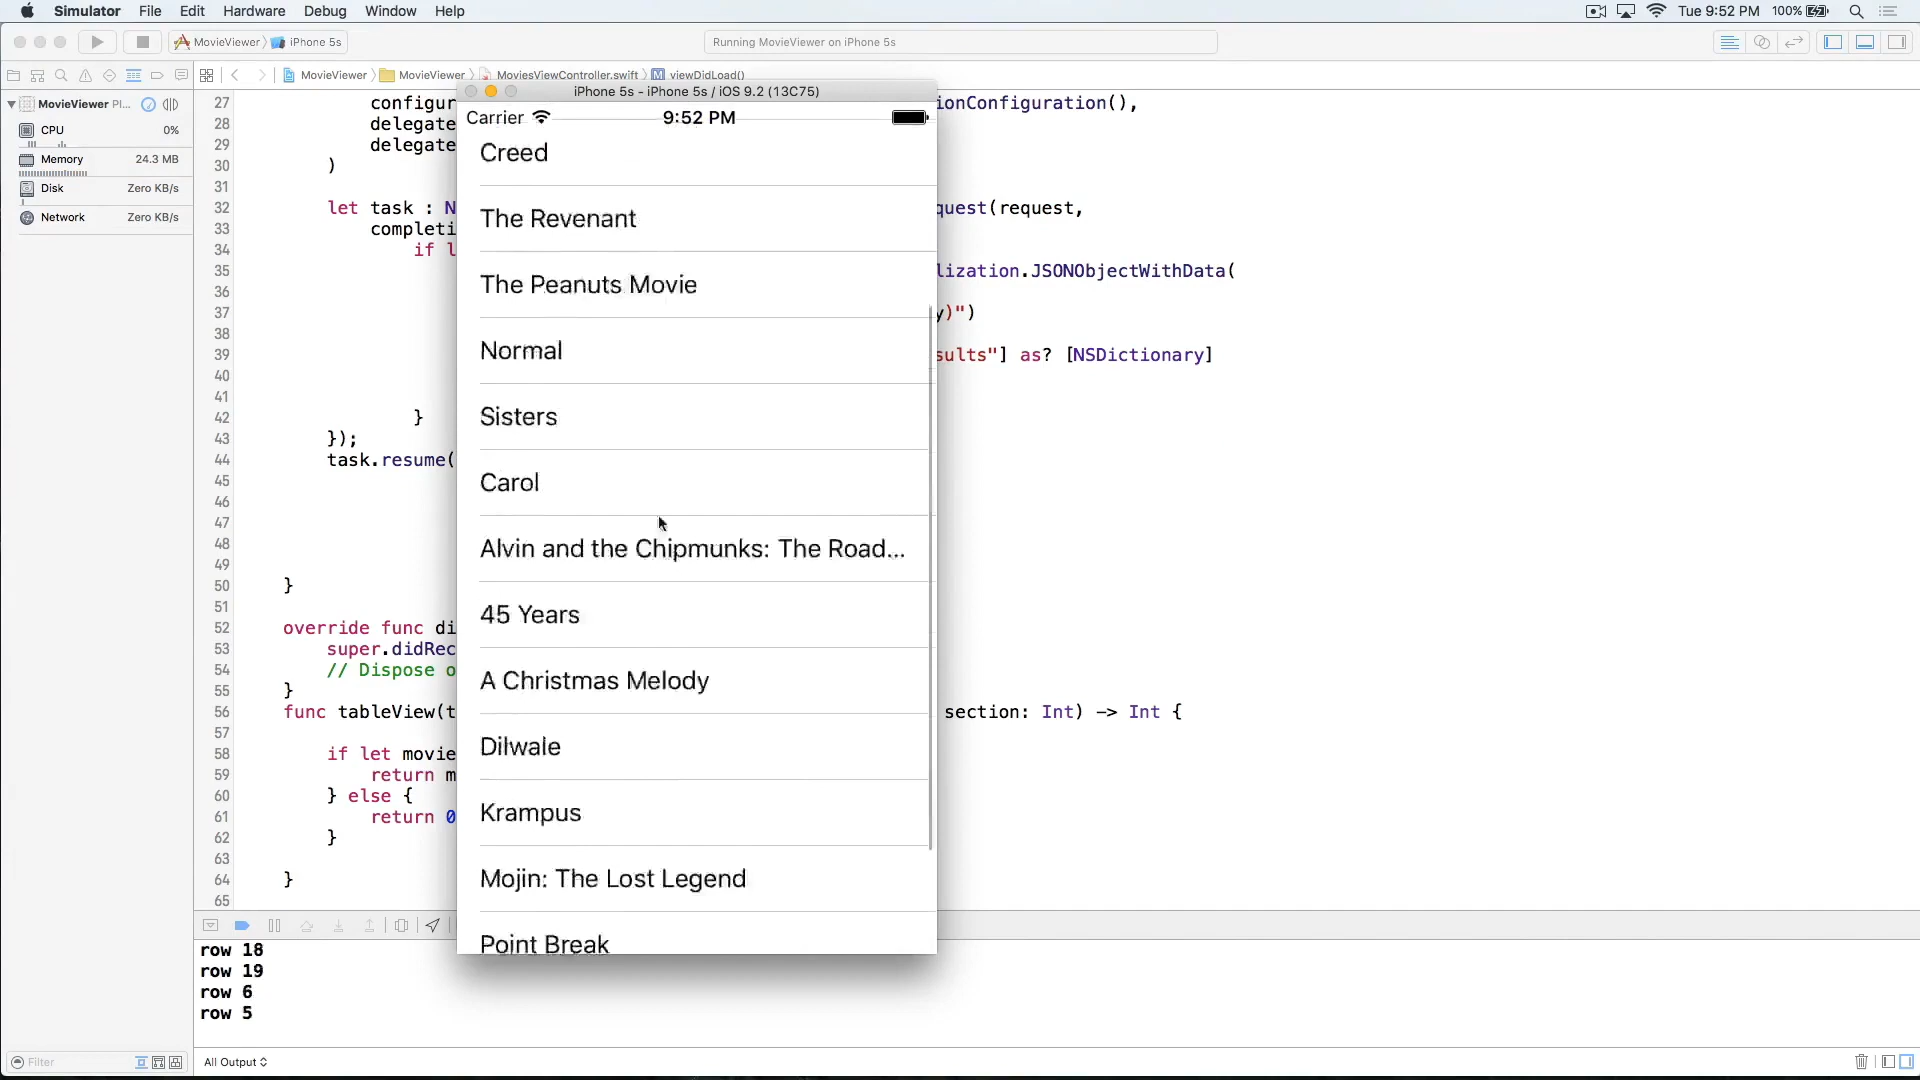 Simulator File Edit Hardware Debug Window Help Tue 9:52 PM 100%
MovieViewer iPhone 5s Running MovieViewer on iPhone 5s
MovieViewer MovieViewer MoviesViewController.swift M viewDidLoad()
MovieViewer Pl...
CPU 0%
Memory 24.3 MB
Disk Zero KB/s
Network Zero KB/s
iPhone 5s - iPhone 5s / iOS 9.2 (13C75)
Carrier 9:52 PM
Creed
The Revenant
The Peanuts Movie
Normal
Sisters
Carol
Alvin and the Chipmunks: The Road...
45 Years
A Christmas Melody
Dilwale
Krampus
Mojin: The Lost Legend
Point Break
27 configur ionConfiguration(),
28 delegate
29 delegate
30 )
31
32 let task : N quest(request,
33 completi
34 if l
35 lization.JSONObjectWithData(
36
37 y)")
38
39 sults"] as? [NSDictionary]
40
41
42 }
43 });
44 task.resume(
45
46
47
48
49
50 }
51
52 override func di
53 super.didRec
54 // Dispose o
55 }
56 func tableView(t section: Int) -> Int {
57
58 if let movie
59 return m
60 } else {
61 return 0
62 }
63
64 }
65
row 18
row 19
row 6
row 5
Filter
All Output